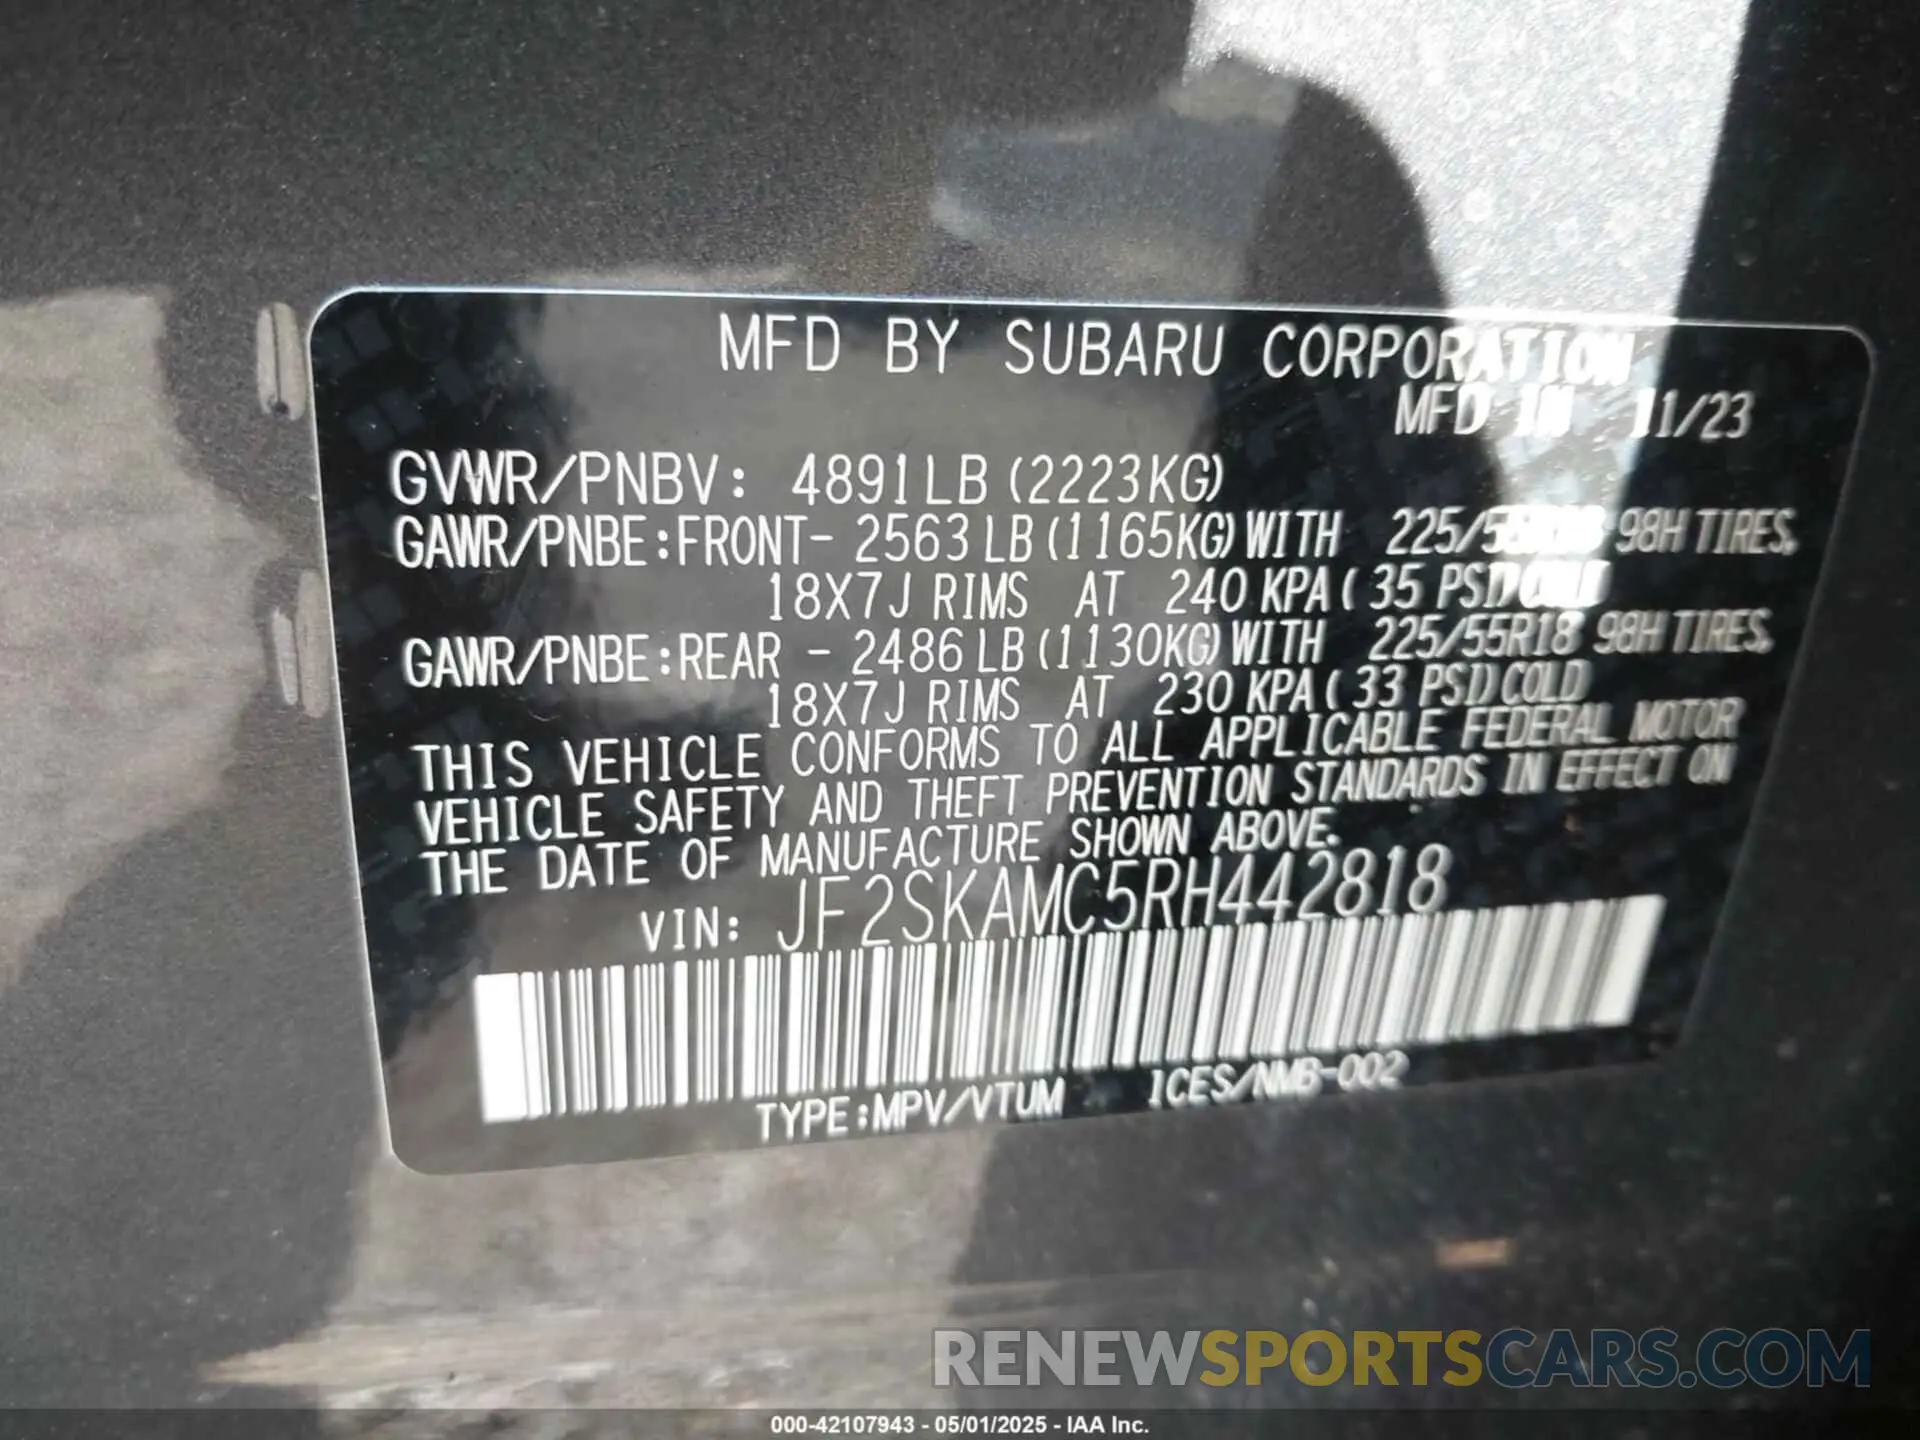 MFD BY SUBARU CORPORATION
MFD IN 11/23
GVWR/PNBV: 4891LB (2223KG)
GAWR/PNBE:FRONT- 2563LB(1165KG)WITH 225/55R18 98H TIRES,
18X7J RIMS AT 240 KPA( 35 PSI)COLD
GAWR/PNBE:REAR - 2486LB(1130KG)WITH 225/55R18 98H TIRES,
18X7J RIMS AT 230 KPA( 33 PSI)COLD
THIS VEHICLE CONFORMS TO ALL APPLICABLE FEDERAL MOTOR
VEHICLE SAFETY AND THEFT PREVENTION STANDARDS IN EFFECT ON
THE DATE OF MANUFACTURE SHOWN ABOVE.
VIN: JF2SKAMC5RH442818
TYPE:MPV/VTUM ICES/NMB-002
RENEWSPORTSCARS.COM
000-42107943 - 05/01/2025 - IAA Inc.